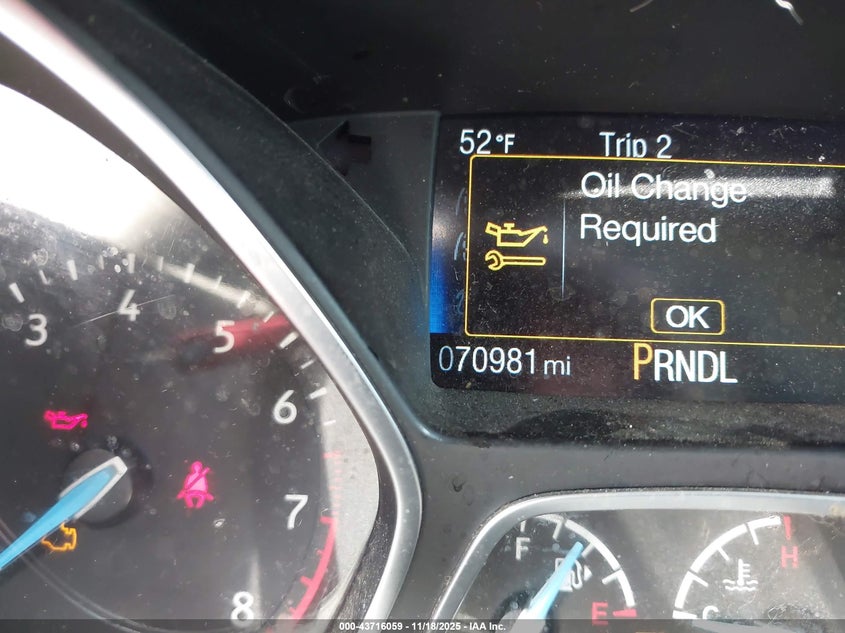 52°F Trip 2
Oil Change
Required
OK
070981 mi PRNDL
3 4 5 6 7 8
F E
C H
000-43716059 - 11/18/2025 - IAA Inc.